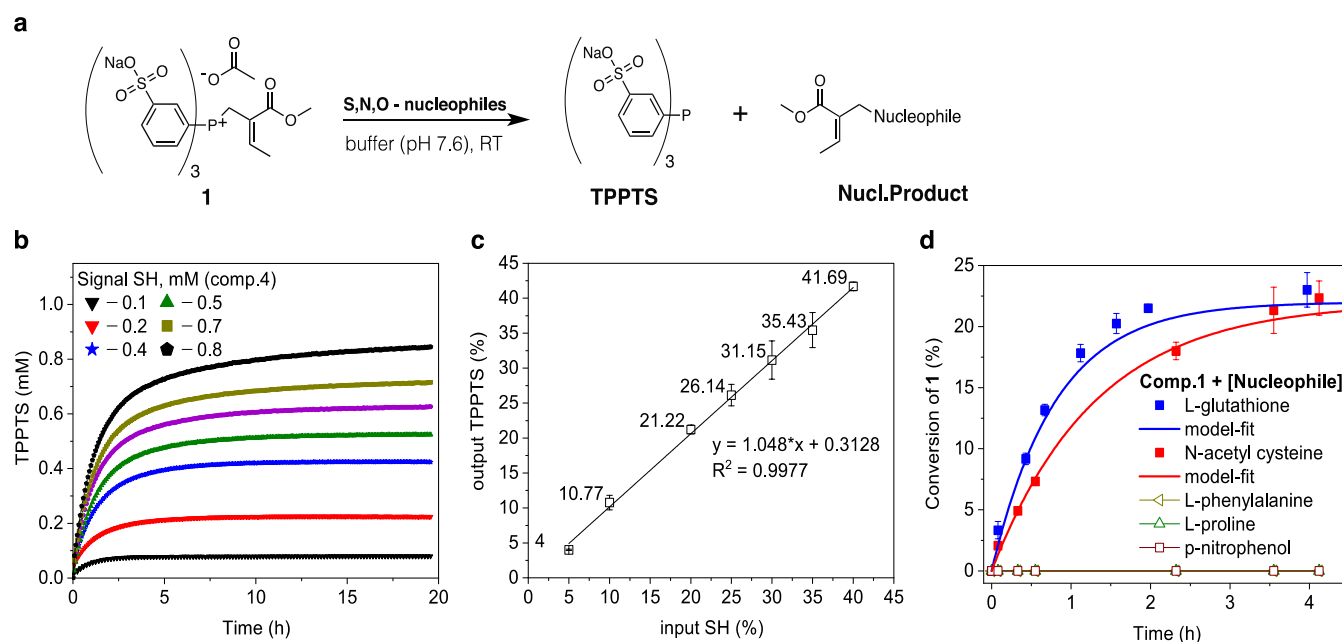 a
NaO
O
S
O
P+
3
-O
O
O
O
1
S,N,O - nucleophiles
buffer (pH 7.6), RT
NaO
O
S
O
P
3
TPPTS
+
O
O
Nucleophile
Nucl.Product
b
Signal SH, mM (comp.4)
– 0.1 – 0.5
– 0.2 – 0.7
– 0.4 – 0.8
1.0
0.8
0.6
0.4
0.2
0.0
TPPTS (mM)
0 5 10 15 20
Time (h)
c
45
40
35
30
25
20
15
10
5
0
output TPPTS (%)
41.69
35.43
31.15
26.14
21.22
10.77
4
y = 1.048*x + 0.3128
R² = 0.9977
0 5 10 15 20 25 30 35 40 45
input SH (%)
d
25
20
15
10
5
0
Conversion of 1 (%)
Comp.1 + [Nucleophile]
L-glutathione
model-fit
N-acetyl cysteine
model-fit
L-phenylalanine
L-proline
p-nitrophenol
0 1 2 3 4
Time (h)